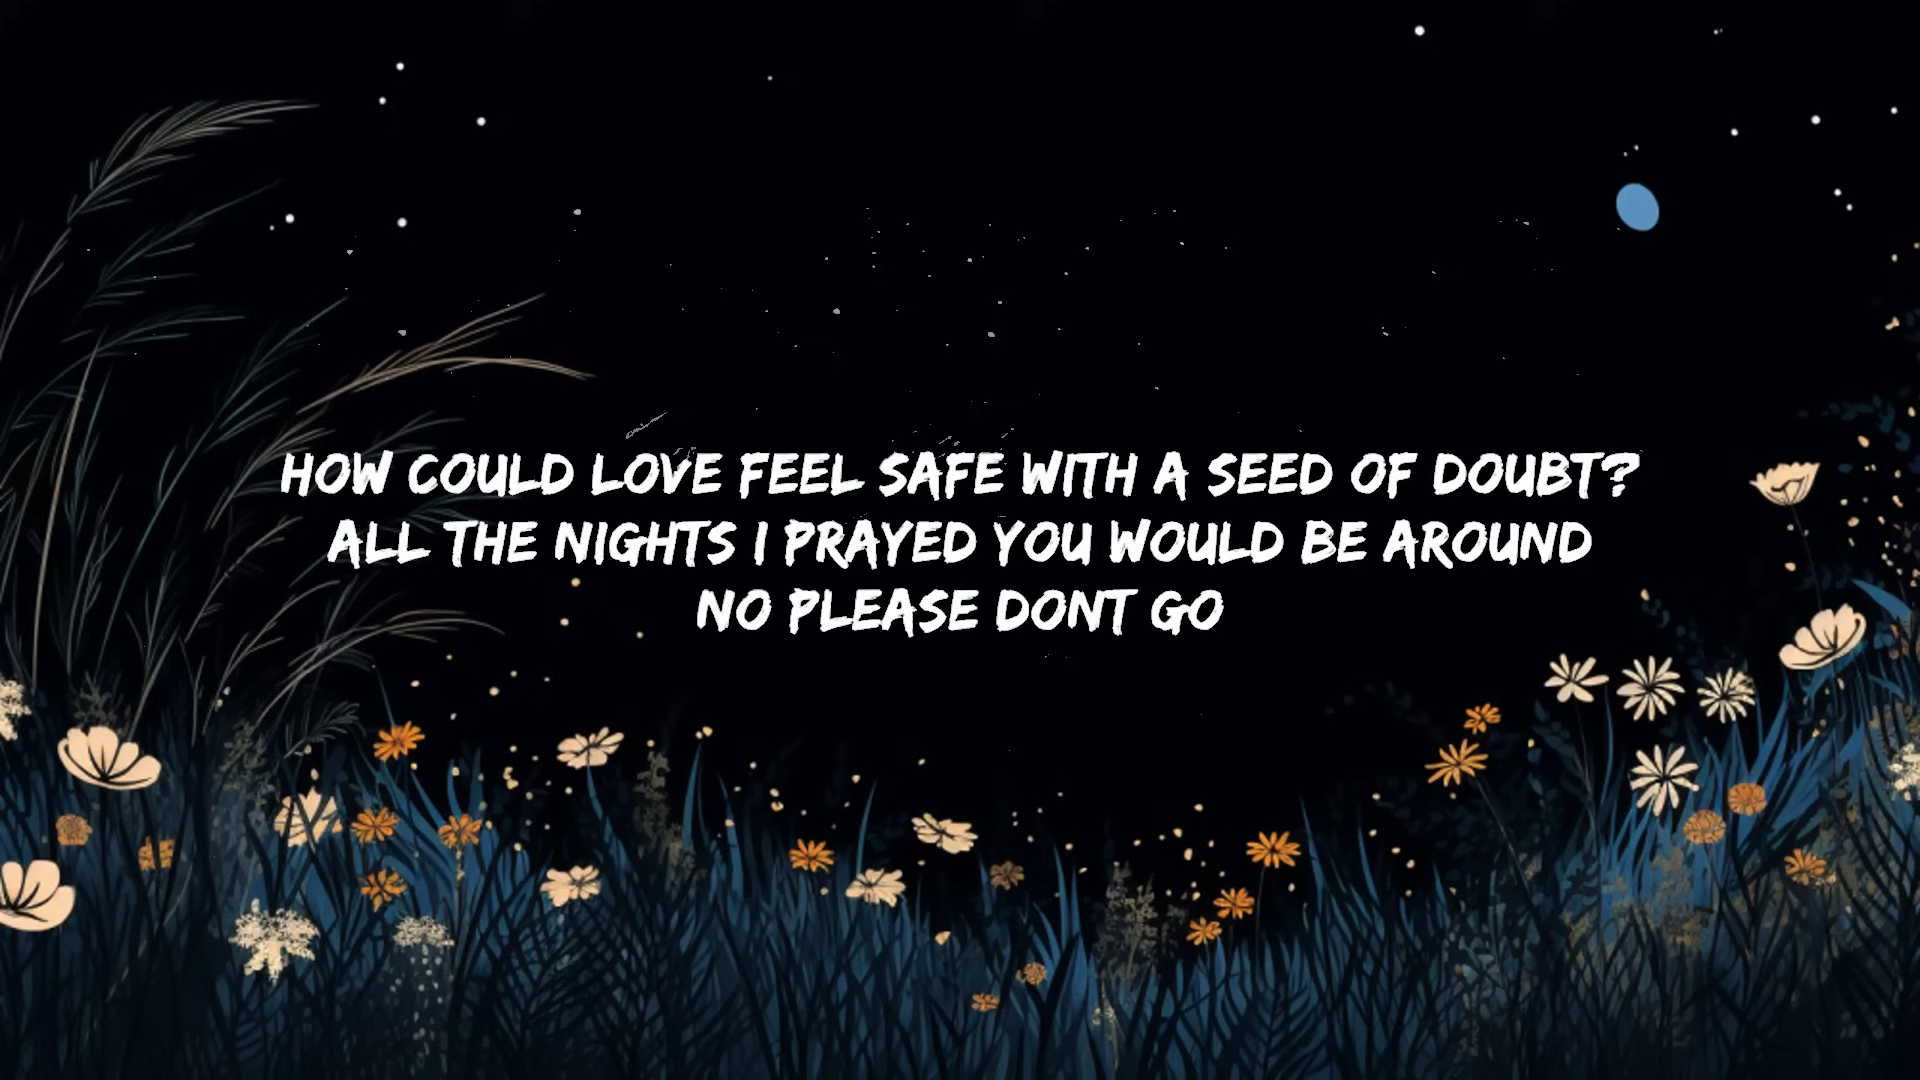 HOW COULD LOVE FEEL SAFE WITH A SEED OF DOUBT?
ALL THE NIGHTS I PRAYED YOU WOULD BE AROUND
NO PLEASE DONT GO